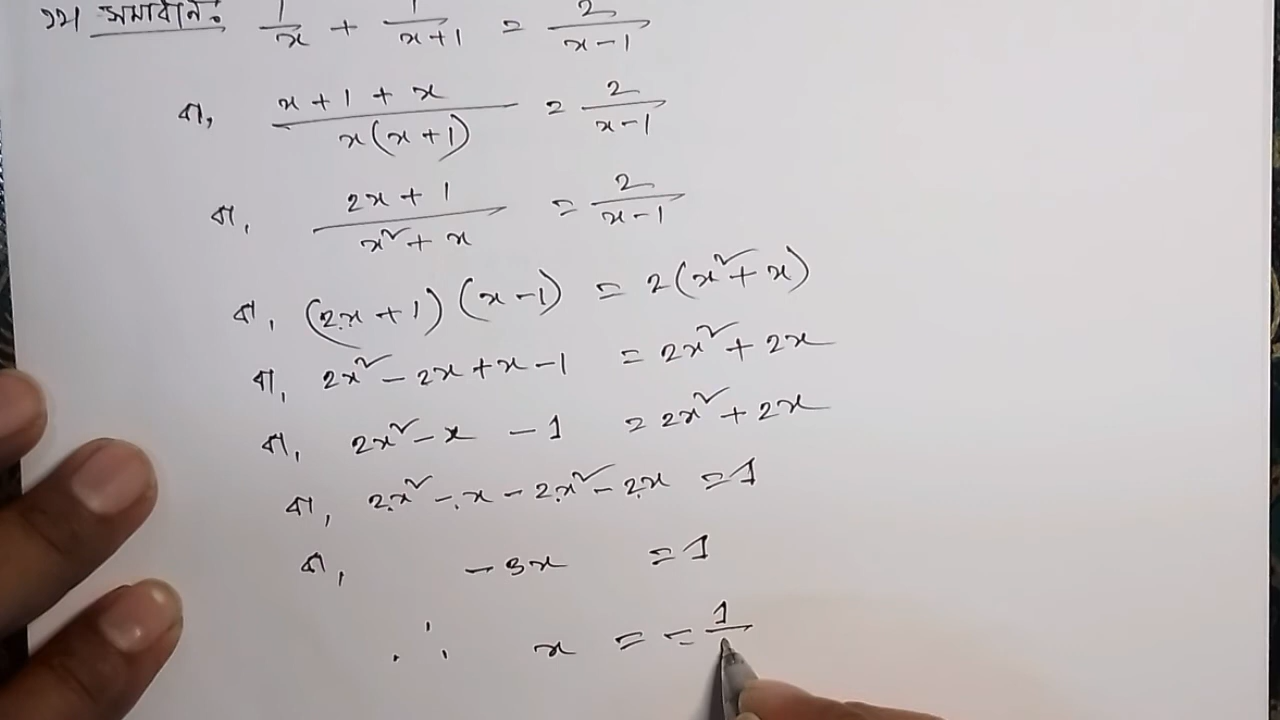 ১২। সমাধান: 1/x + 1/x+1 = 2/x-1
বা, x+1+x / x(x+1) = 2/x-1
বা, 2x+1 / x²+x = 2/x-1
বা, (2x+1)(x-1) = 2(x²+x)
বা, 2x²-2x+x-1 = 2x²+2x
বা, 2x²-x-1 = 2x²+2x
বা, 2x²-x-2x²-2x = 1
বা, -3x = 1
∴ x = -1/